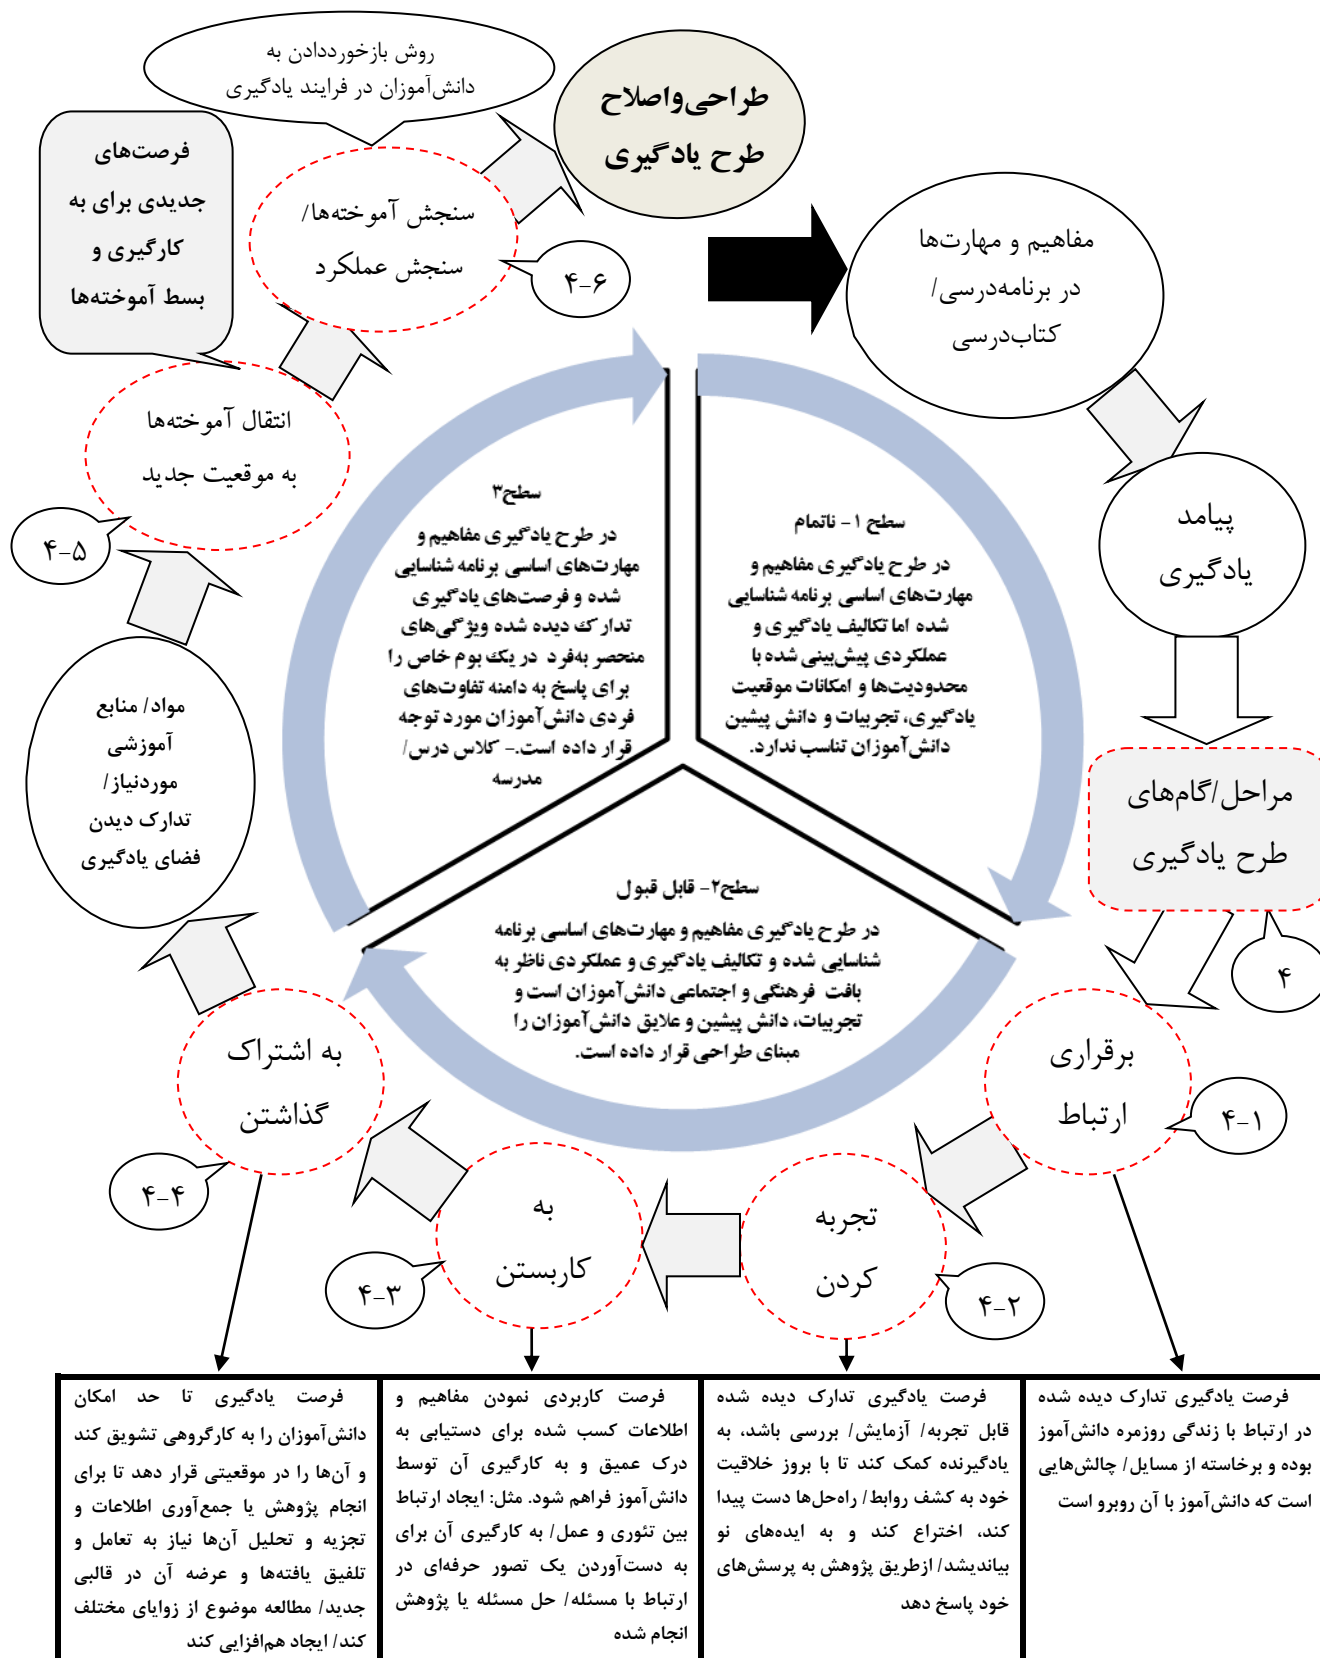 روش بازخورددادن به
دانش‌آموزان در فرایند یادگیری
طراحی‌واصلاح
طرح یادگیری
فرصت‌های
جدیدی برای به
کارگیری و
بسط آموخته‌ها
سنجش آموخته‌ها/
سنجش عملکرد
۴-۶
مفاهیم و مهارت‌ها
در برنامه‌درسی/
کتاب‌درسی
انتقال آموخته‌ها
به موقعیت جدید
۴-۵
پیامد
یادگیری
سطح ۱- ناتمام
در طرح یادگیری مفاهیم و
مهارت‌های اساسی برنامه شناسایی
شده اما تکالیف یادگیری و
عملکردی پیش‌بینی شده با
محدودیت‌ها و امکانات موقعیت
یادگیری، تجربیات و دانش پیشین
دانش‌آموزان تناسب ندارد.
سطح۳
در طرح یادگیری مفاهیم و
مهارت‌های اساسی برنامه شناسایی
شده و فرصت‌های یادگیری
تدارک دیده شده ویژگی‌های
منحصر به‌فرد در یک بوم خاص را
برای پاسخ به دامنه تفاوت‌های
فردی دانش‌آموزان مورد توجه
قرار داده است.- کلاس درس/
مدرسه
مواد/ منابع
آموزشی
موردنیاز/
تدارک دیدن
فضای یادگیری
مراحل/گام‌های
طرح یادگیری
۴
سطح۲- قابل قبول
در طرح یادگیری مفاهیم و مهارت‌های اساسی برنامه
شناسایی شده و تکالیف یادگیری و عملکردی ناظر به
بافت فرهنگی و اجتماعی دانش‌آموزان است و
تجربیات، دانش پیشین و علایق دانش‌آموزان را
مبنای طراحی قرار داده است.
برقراری
ارتباط
۴-۱
تجربه
کردن
۴-۲
به
کاربستن
۴-۳
به اشتراک
گذاشتن
۴-۴
فرصت یادگیری تدارک دیده شده
در ارتباط با زندگی روزمره دانش‌آموز
بوده و برخاسته از مسایل/ چالش‌هایی
است که دانش‌آموز با آن روبرو است
فرصت یادگیری تدارک دیده شده
قابل تجربه/ آزمایش/ بررسی باشد، به
یادگیرنده کمک کند تا با بروز خلاقیت
خود به کشف روابط/ راه‌حل‌ها دست پیدا
کند، اختراع کند و به ایده‌های نو
بیاندیشد/ ازطریق پژوهش به پرسش‌های
خود پاسخ دهد
فرصت کاربردی نمودن مفاهیم و
اطلاعات کسب شده برای دستیابی به
درک عمیق و به کارگیری آن توسط
دانش‌آموز فراهم شود. مثل: ایجاد ارتباط
بین تئوری و عمل/ به کارگیری آن برای
به دست‌آوردن یک تصور حرفه‌ای در
ارتباط با مسئله/ حل مسئله یا پژوهش
انجام شده
فرصت یادگیری تا حد امکان
دانش‌آموزان را به کارگروهی تشویق کند
و آن‌ها را در موقعیتی قرار دهد تا برای
انجام پژوهش یا جمع‌آوری اطلاعات و
تجزیه و تحلیل آن‌ها نیاز به تعامل و
تلفیق یافته‌ها و عرضه آن در قالبی
جدید/ مطالعه موضوع از زوایای مختلف
کند/ ایجاد هم‌افزایی کند